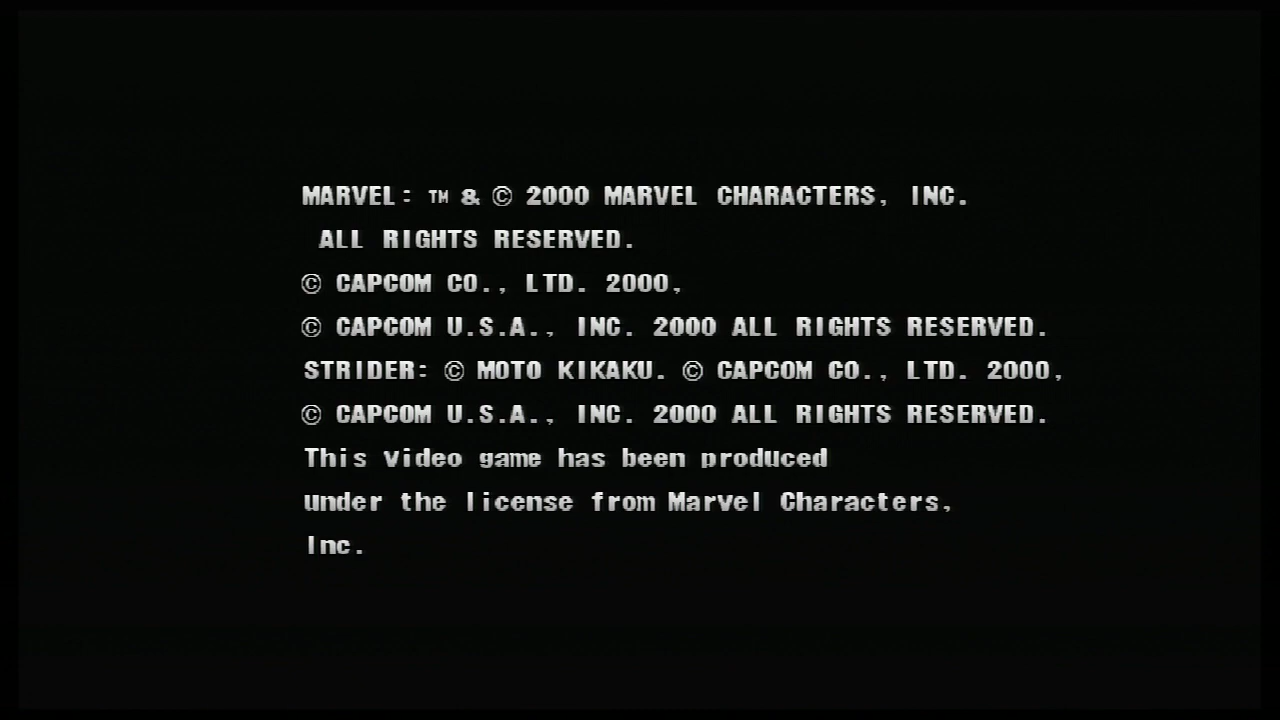 MARVEL: ™ & © 2000 MARVEL CHARACTERS, INC.
ALL RIGHTS RESERVED.
© CAPCOM CO., LTD. 2000,
© CAPCOM U.S.A., INC. 2000 ALL RIGHTS RESERVED.
STRIDER: © MOTO KIKAKU. © CAPCOM CO., LTD. 2000,
© CAPCOM U.S.A., INC. 2000 ALL RIGHTS RESERVED.
This video game has been produced
under the license from Marvel Characters,
Inc.